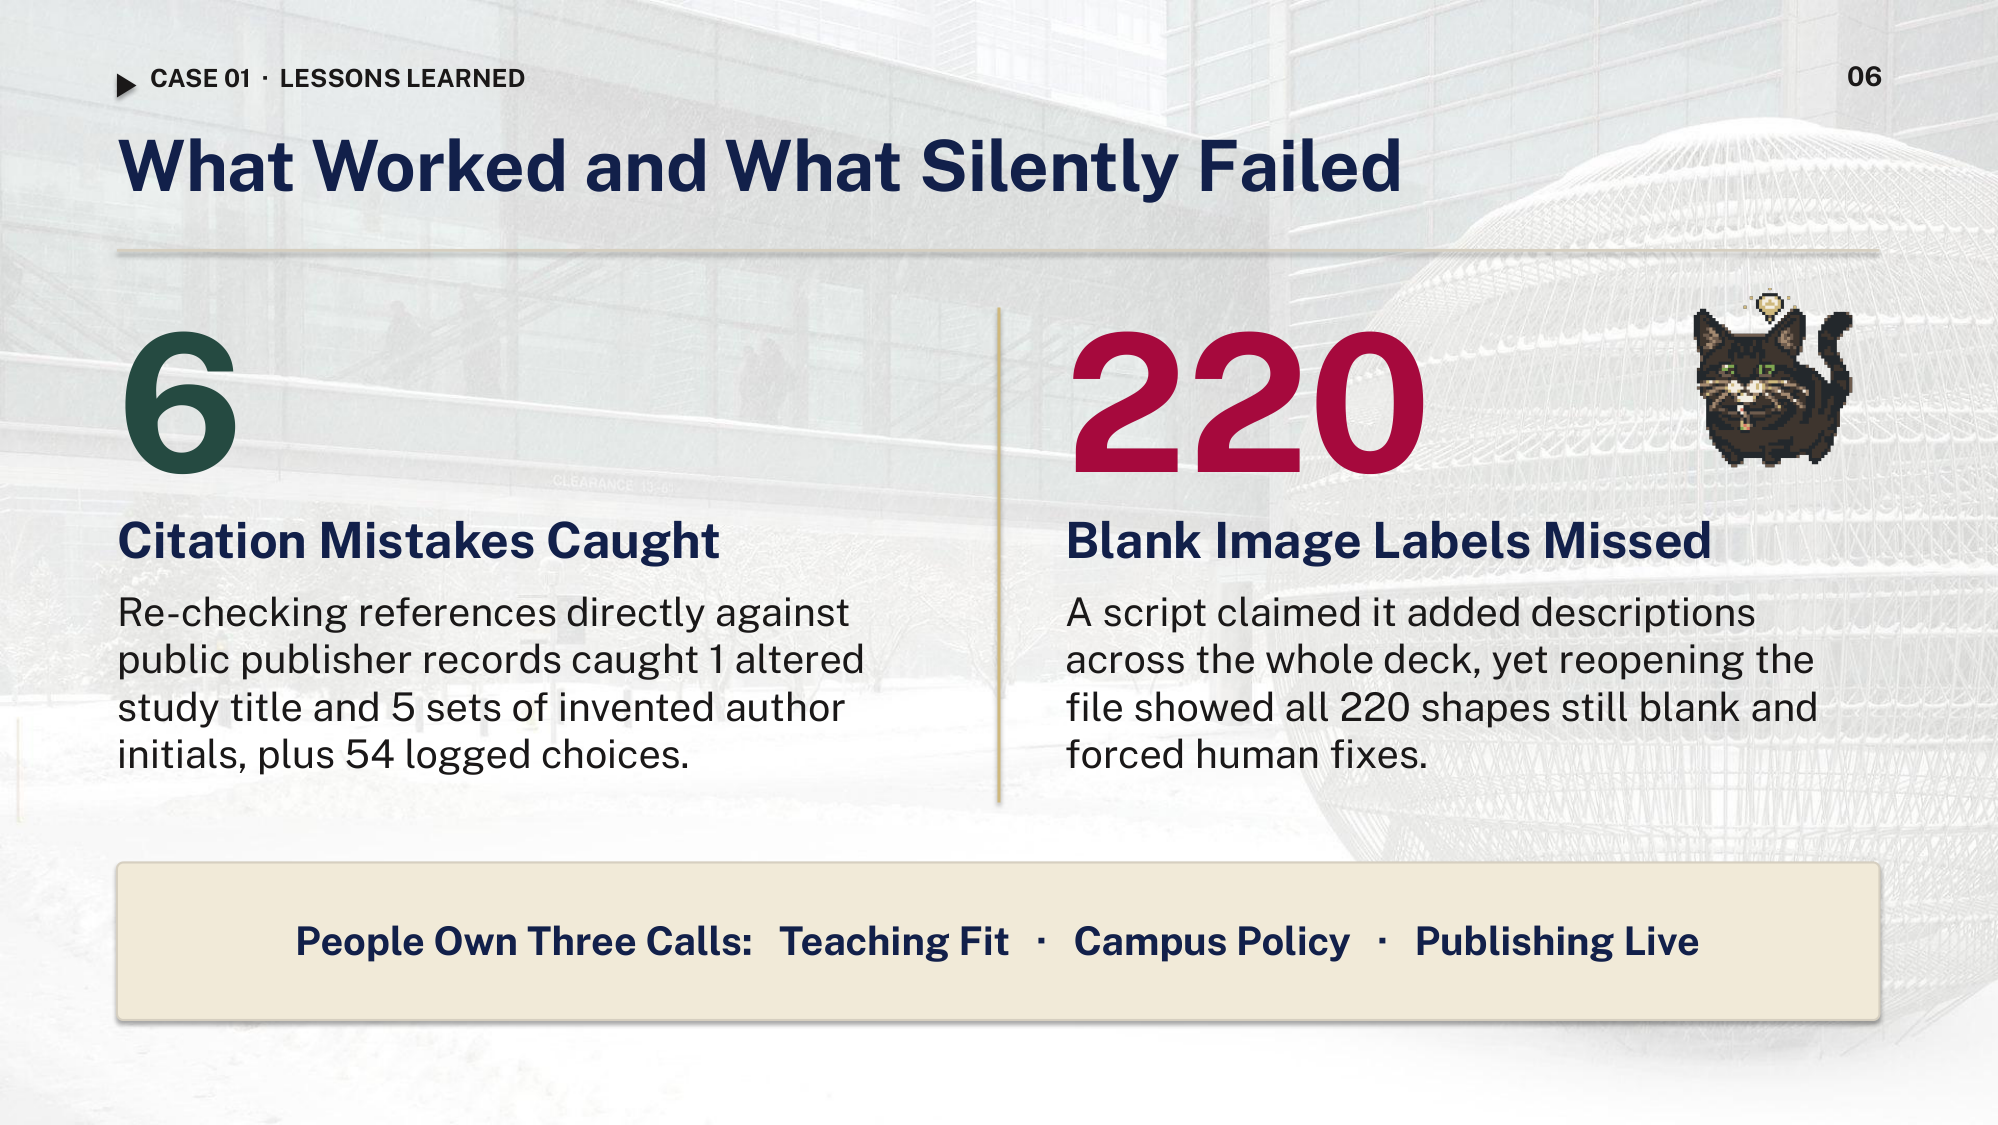 CASE 01 · LESSONS LEARNED
06
What Worked and What Silently Failed
6
Citation Mistakes Caught
Re-checking references directly against
public publisher records caught 1 altered
study title and 5 sets of invented author
initials, plus 54 logged choices.
220
Blank Image Labels Missed
A script claimed it added descriptions
across the whole deck, yet reopening the
file showed all 220 shapes still blank and
forced human fixes.
CLEARANCE 13'-6"
People Own Three Calls: Teaching Fit · Campus Policy · Publishing Live